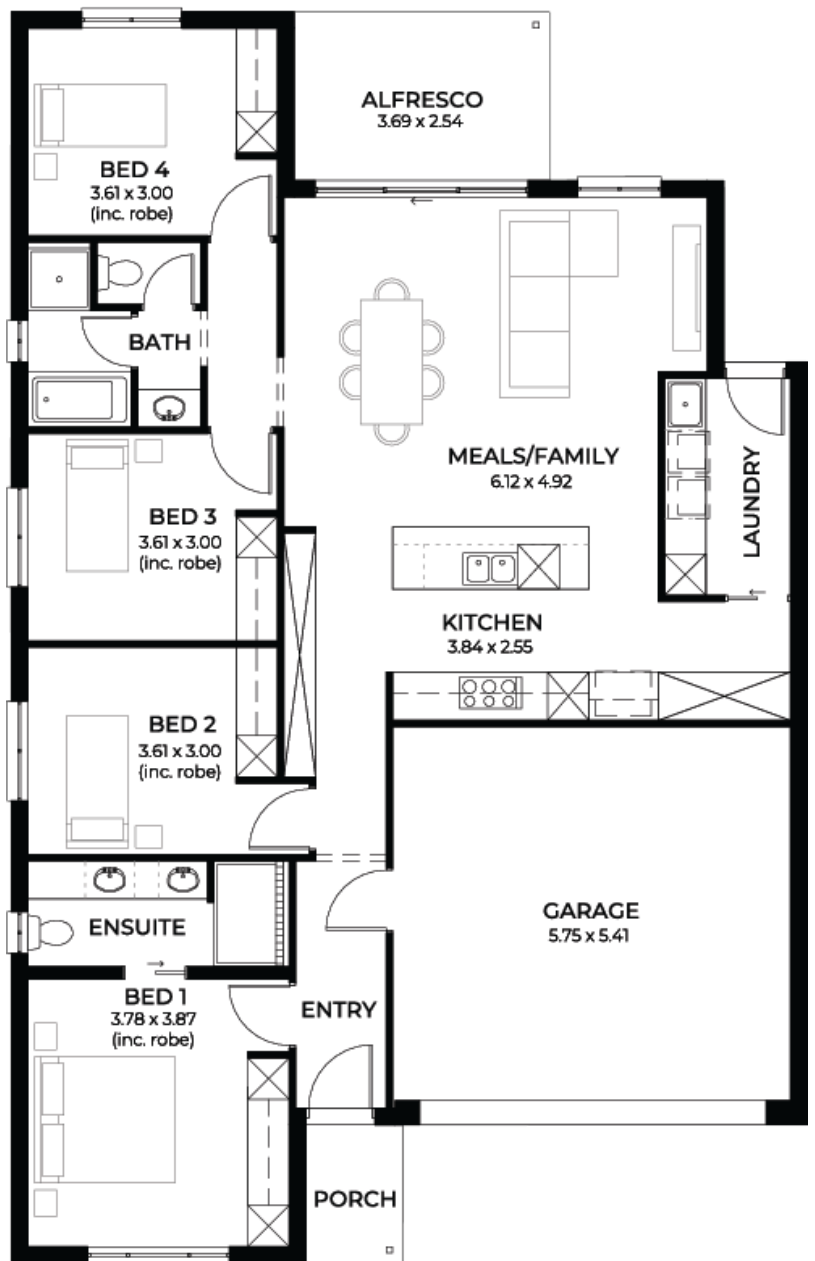 ALFRESCO
3.69 x 2.54
BED 4
3.61 x 3.00
(inc. robe)
BATH
MEALS/FAMILY
6.12 x 4.92
LAUNDRY
BED 3
3.61 x 3.00
(inc. robe)
KITCHEN
3.84 x 2.55
BED 2
3.61 x 3.00
(inc. robe)
GARAGE
5.75 x 5.41
ENSUITE
BED 1
3.78 x 3.87
(inc. robe)
ENTRY
PORCH